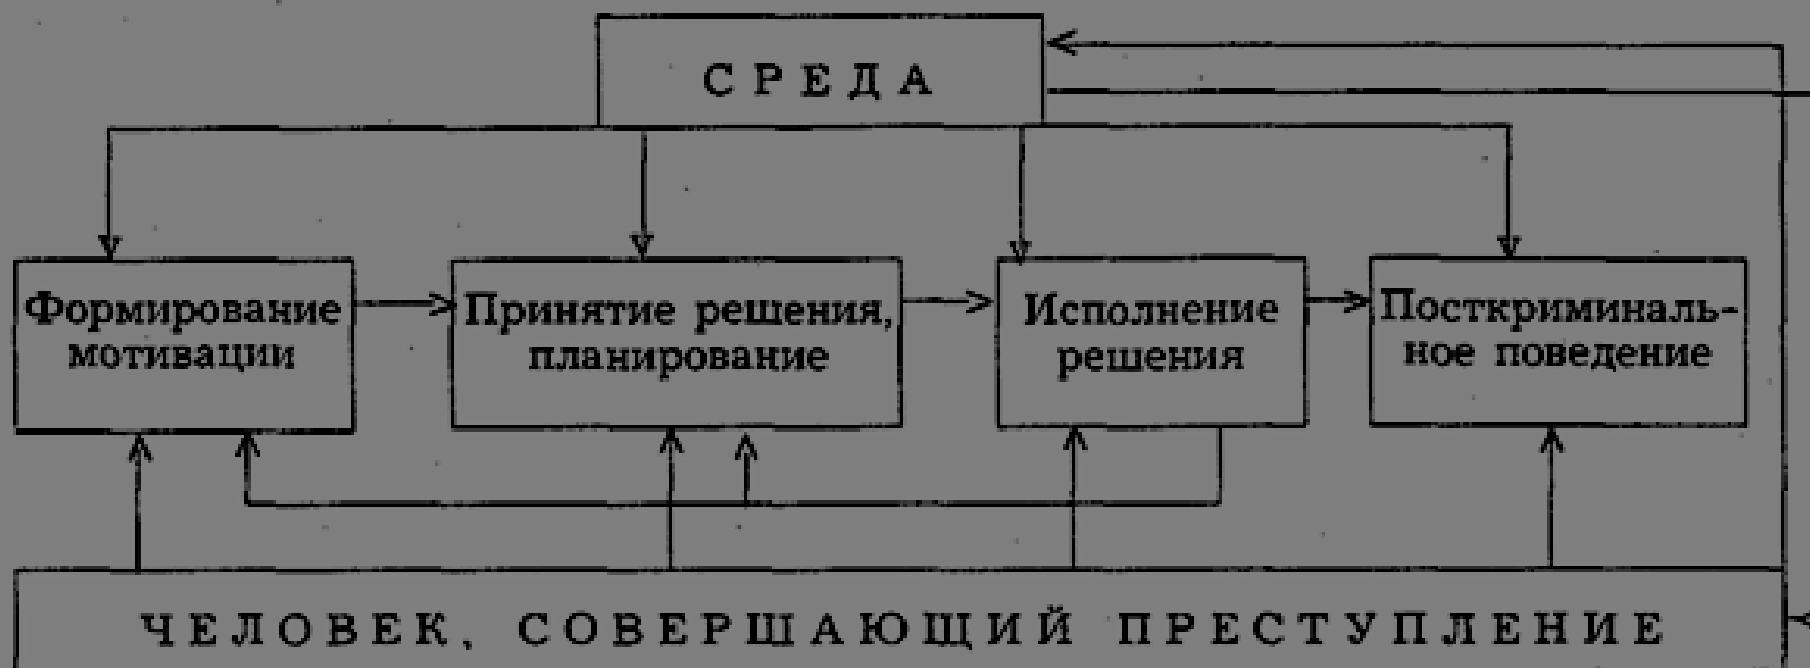 СРЕДА
Формирование
мотивации
Принятие решения,
планирование
Исполнение
решения
Посткриминаль-
ное поведение
ЧЕЛОВЕК, СОВЕРШАЮЩИЙ ПРЕСТУПЛЕНИЕ